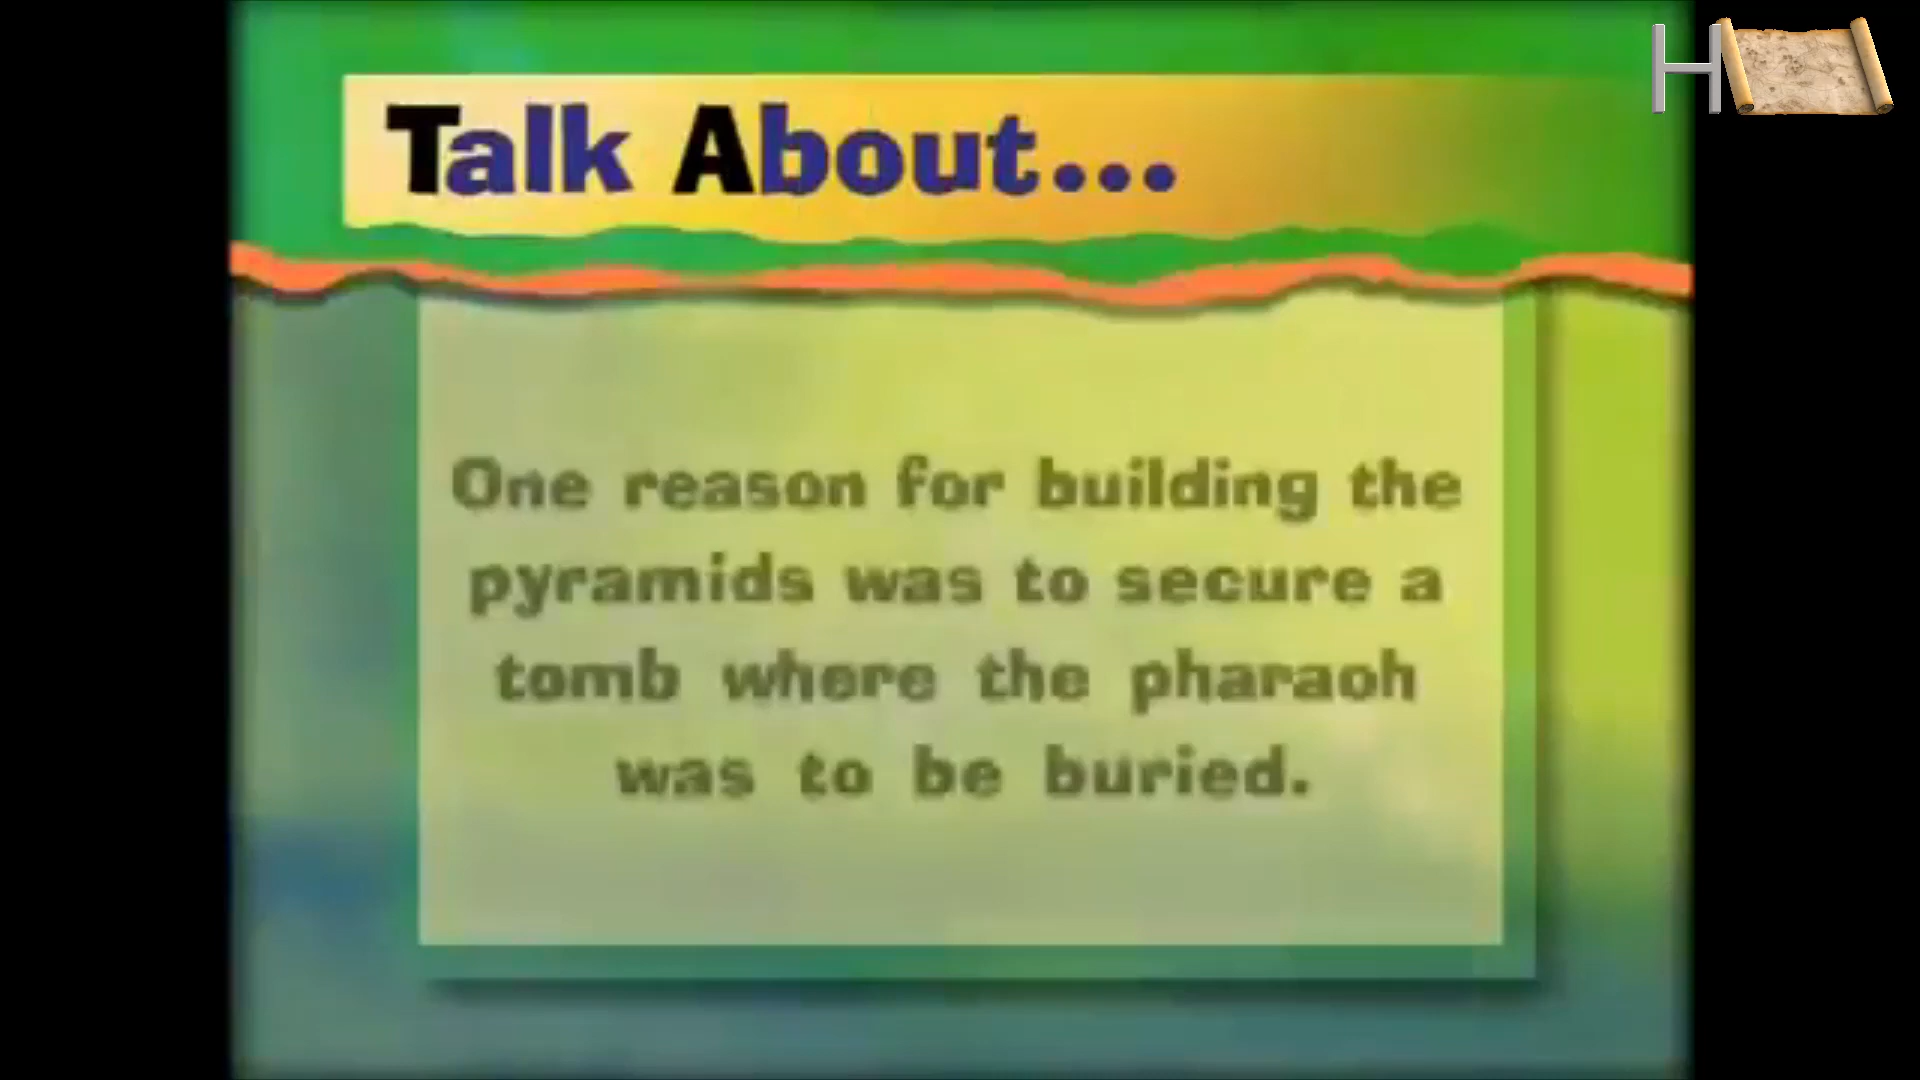 H
Talk About...
One reason for building the
pyramids was to secure a
tomb where the pharaoh
was to be buried.